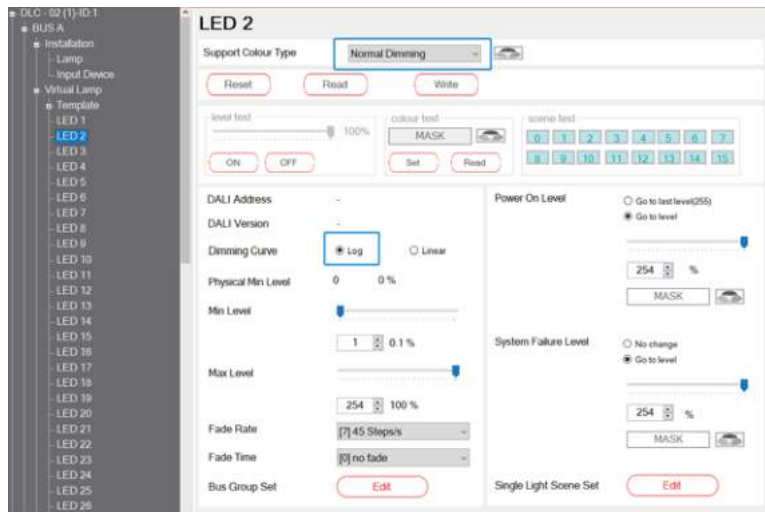 DLC - 02 (1)-ID:1
BUS A
Installation
Lamp
Input Device
Virtual Lamp
Template
LED 1
LED 2
LED 3
LED 4
LED 5
LED 6
LED 7
LED 8
LED 9
LED 10
LED 11
LED 12
LED 13
LED 14
LED 15
LED 16
LED 17
LED 18
LED 19
LED 20
LED 21
LED 22
LED 23
LED 24
LED 25
LED 26
LED 2
Support Colour Type Normal Dimming
Reset Read Write
level test colour test scene test
100% MASK 0 1 2 3 4 5 6 7
ON OFF Set Read 8 9 10 11 12 13 14 15
DALI Address -
DALI Version -
Dimming Curve Log Linear
Physical Min Level 0 0 %
Min Level
1 0.1 %
Max Level
254 100 %
Fade Rate [7] 45 Steps/s
Fade Time [0] no fade
Bus Group Set Edit
Power On Level Go to last level(255)
Go to level
254 %
MASK
System Failure Level No change
Go to level
254 %
MASK
Single Light Scene Set Edit